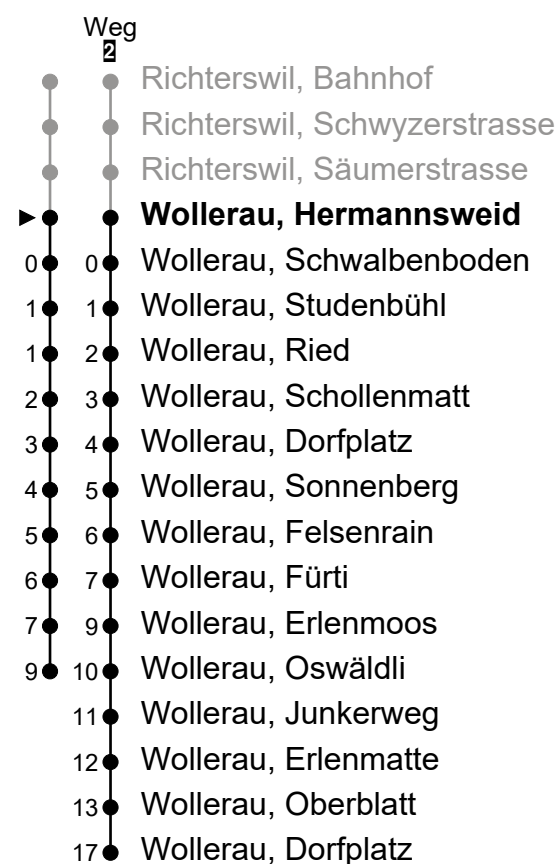 Weg
2
Richterswil, Bahnhof
Richterswil, Schwyzerstrasse
Richterswil, Säumerstrasse
Wollerau, Hermannsweid
0 0 Wollerau, Schwalbenboden
1 1 Wollerau, Studenbühl
1 2 Wollerau, Ried
2 3 Wollerau, Schollenmatt
3 4 Wollerau, Dorfplatz
4 5 Wollerau, Sonnenberg
5 6 Wollerau, Felsenrain
6 7 Wollerau, Fürti
7 9 Wollerau, Erlenmoos
9 10 Wollerau, Oswäldli
11 Wollerau, Junkerweg
12 Wollerau, Erlenmatte
13 Wollerau, Oberblatt
17 Wollerau, Dorfplatz